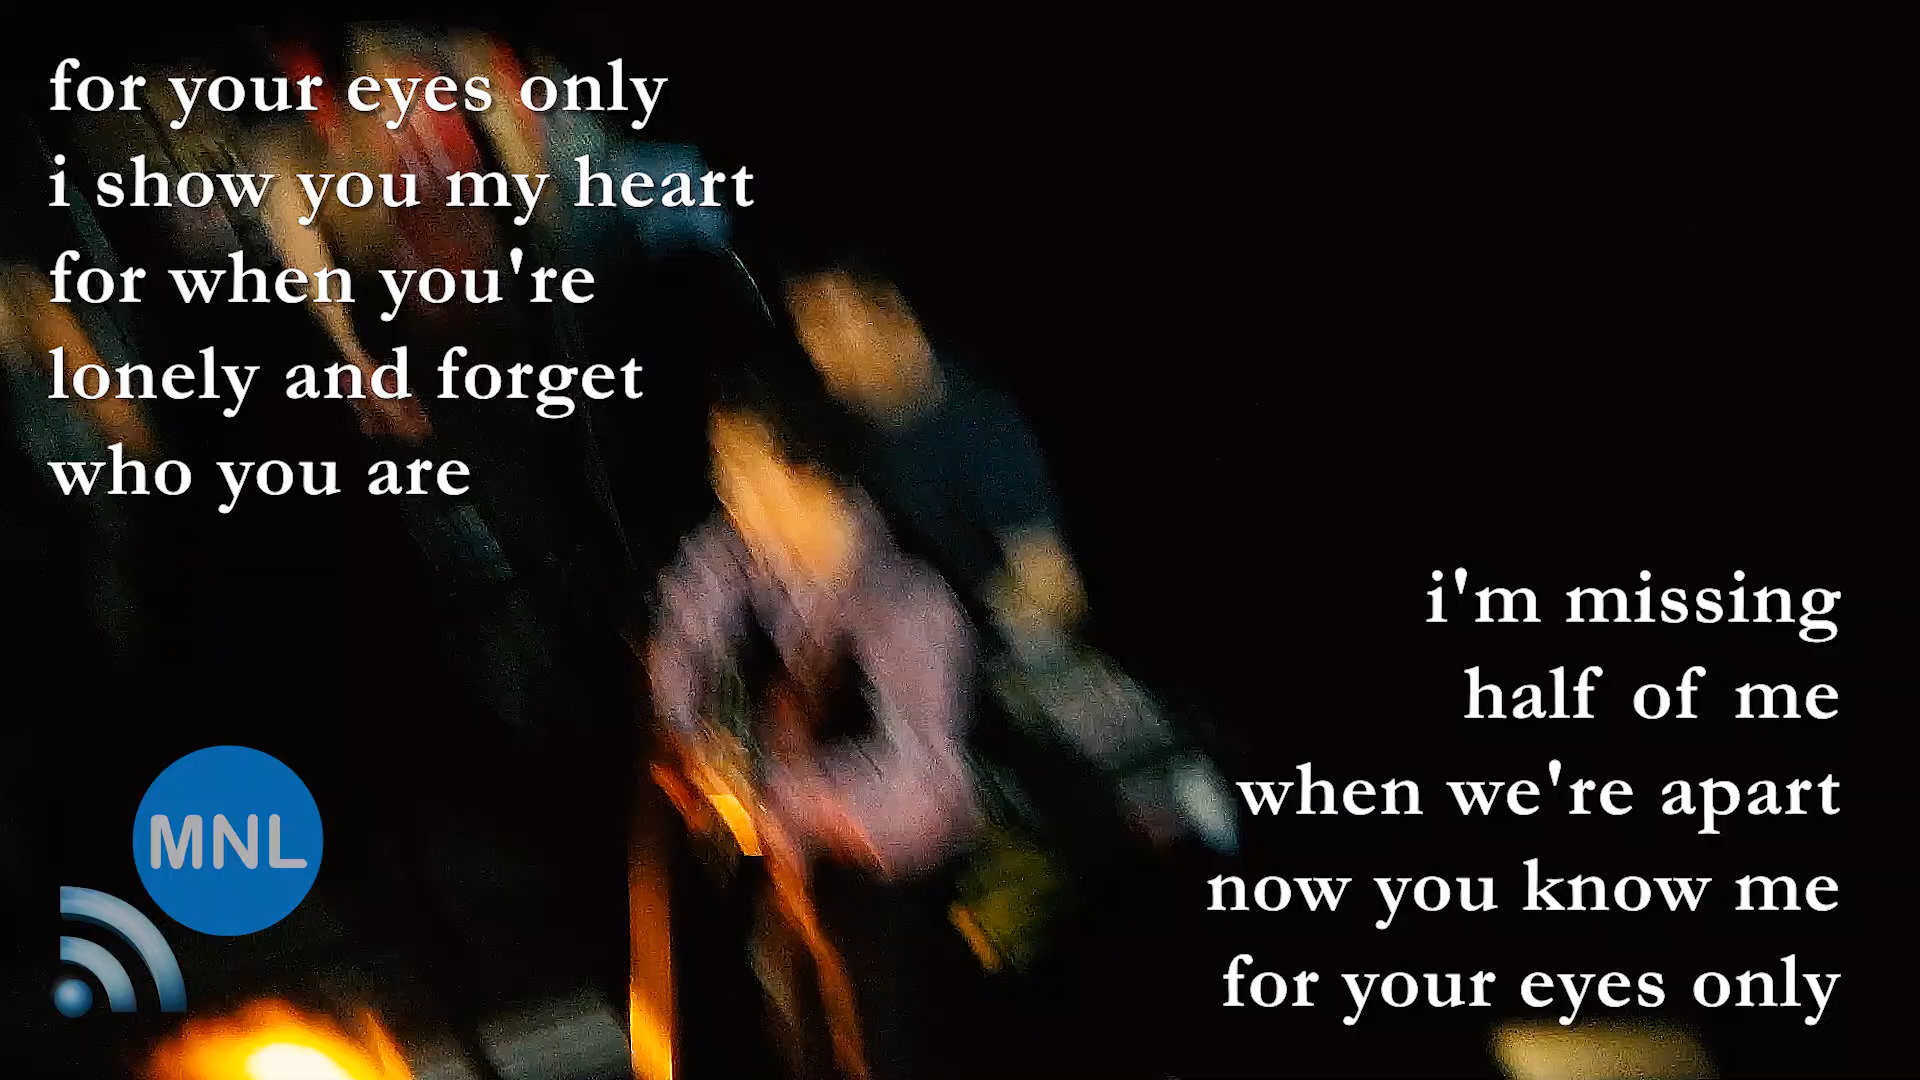 for your eyes only
i show you my heart
for when you're
lonely and forget
who you are
i'm missing
half of me
when we're apart
now you know me
for your eyes only
MNL